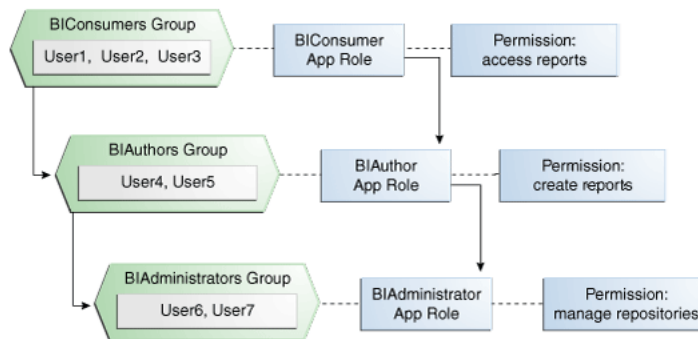 BIConsumers Group
User1, User2, User3
BIConsumer
App Role
Permission:
access reports
BIAuthors Group
User4, User5
BIAuthor
App Role
Permission:
create reports
BIAdministrators Group
User6, User7
BIAdministrator
App Role
Permission:
manage repositories